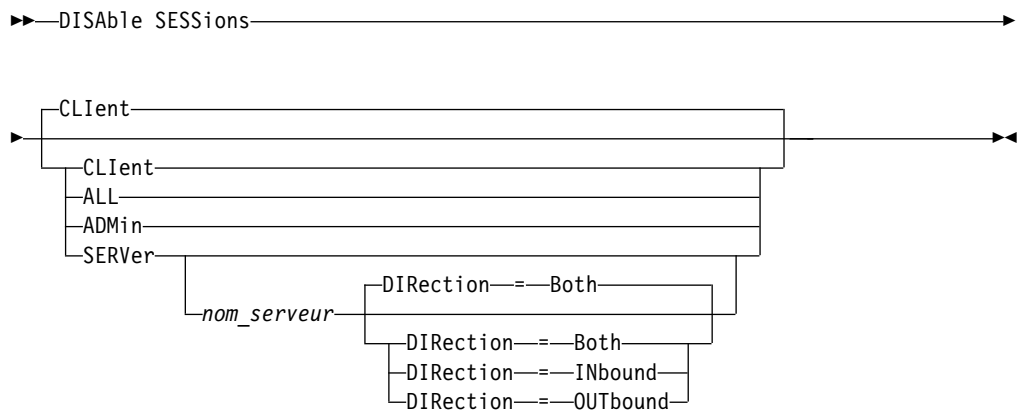 DISAble SESSions
CLIent
CLIent
ALL
ADMin
SERVer
DIRection = Both
nom_serveur
DIRection = Both
DIRection = INbound
DIRection = OUTbound